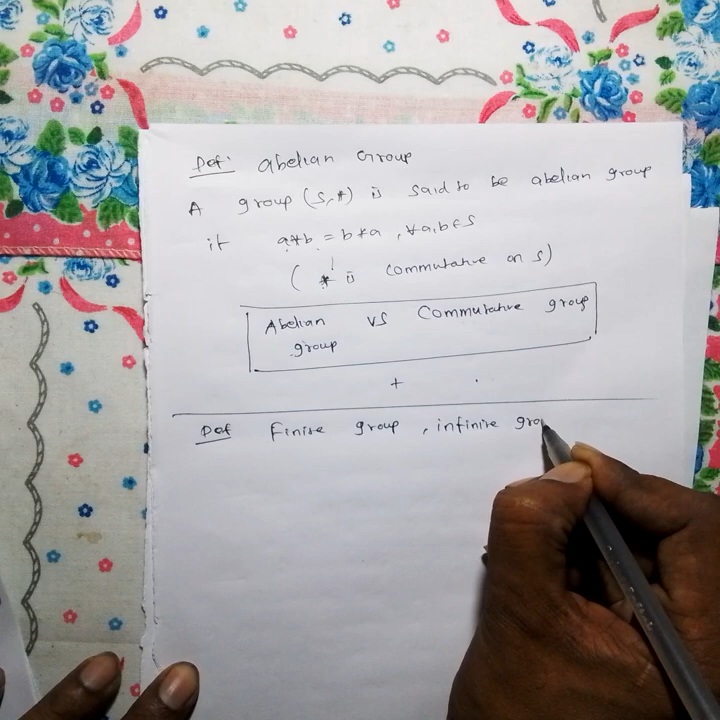 Def: Abelian Group
A group (S,*) is said to be abelian group
if a*b = b*a , ∀a,b∈S
( * is commutative on S)
Abelian VS Commutative group
group
+
Def Finite group , infinite gro